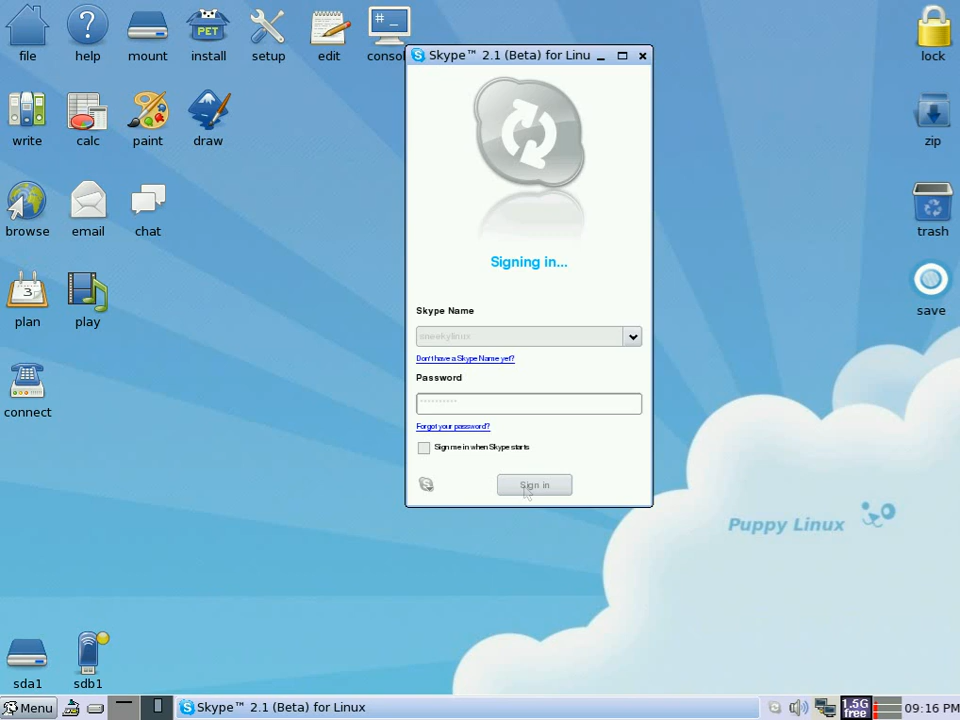 file
help
mount
install
setup
edit
consol
lock
PET
#_
Skype™ 2.1 (Beta) for Linu
write
calc
paint
draw
zip
browse
email
chat
trash
Signing in...
3
plan
play
save
Skype Name
sneekylinux
Don't have a Skype Name yet?
Password
**********
Forgot your password?
connect
Sign me in when Skype starts
Sign in
Puppy Linux
sda1
sdb1
Menu
Skype™ 2.1 (Beta) for Linux
1.5G
free
09:16 PM